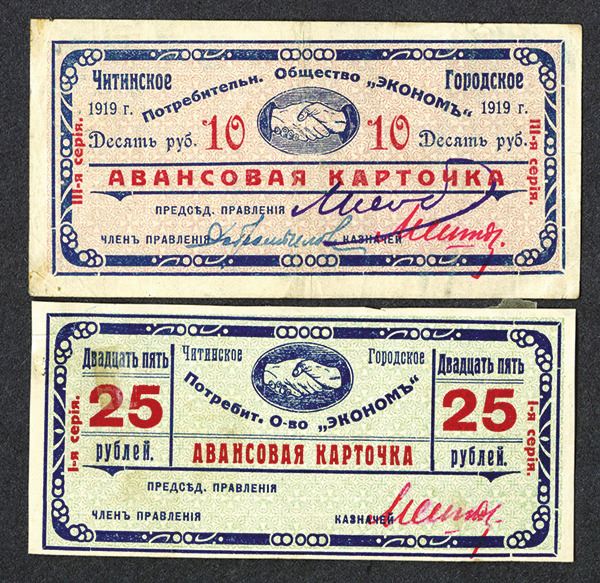 Читинское Городское
Потребительн. Общество „ЭКОНОМЪ“
1919 г. 1919 г.
Десять руб. 10 10 Десять руб.
III-я серія. III-я серія.
АВАНСОВАЯ КАРТОЧКА
ПРЕДСѢД. ПРАВЛЕНІЯ
ЧЛЕНЪ ПРАВЛЕНІЯ КАЗНАЧЕЙ
Двадцать пять Читинское Городское Двадцать пять
Потребит. О-во „ЭКОНОМЪ“
25 25
I-я серія. I-я серія.
рублей. АВАНСОВАЯ КАРТОЧКА рублей.
ПРЕДСѢД. ПРАВЛЕНІЯ
ЧЛЕНЪ ПРАВЛЕНІЯ КАЗНАЧЕЙ